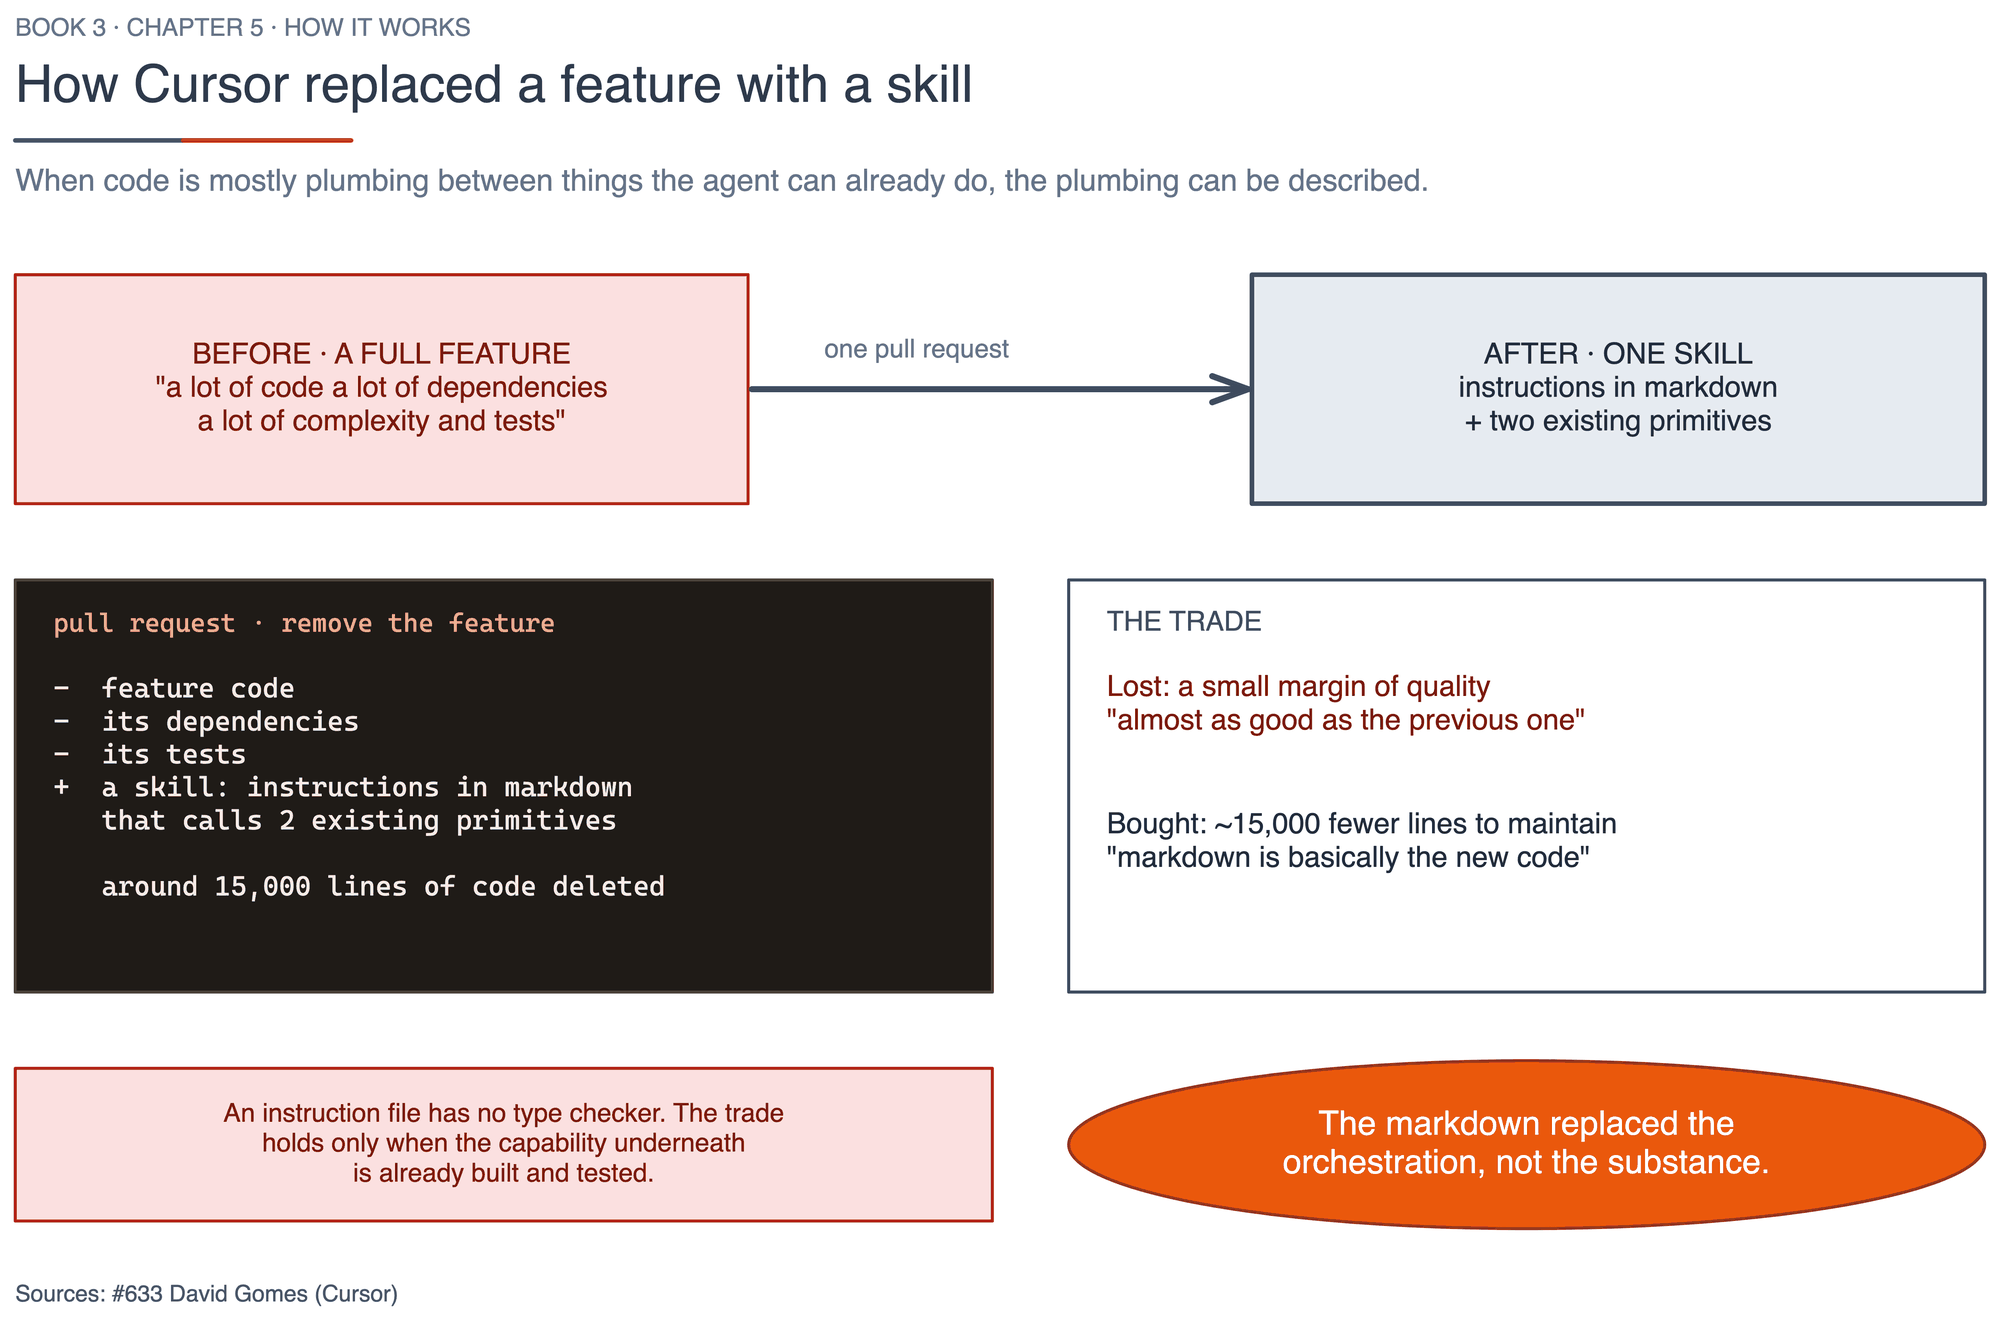 BOOK 3 · CHAPTER 5 · HOW IT WORKS
How Cursor replaced a feature with a skill
When code is mostly plumbing between things the agent can already do, the plumbing can be described.
BEFORE · A FULL FEATURE
"a lot of code a lot of dependencies
a lot of complexity and tests"
one pull request
AFTER · ONE SKILL
instructions in markdown
+ two existing primitives
pull request · remove the feature
− feature code
− its dependencies
− its tests
+ a skill: instructions in markdown
that calls 2 existing primitives
around 15,000 lines of code deleted
THE TRADE
Lost: a small margin of quality
"almost as good as the previous one"
Bought: ~15,000 fewer lines to maintain
"markdown is basically the new code"
An instruction file has no type checker. The trade
holds only when the capability underneath
is already built and tested.
The markdown replaced the
orchestration, not the substance.
Sources: #633 David Gomes (Cursor)